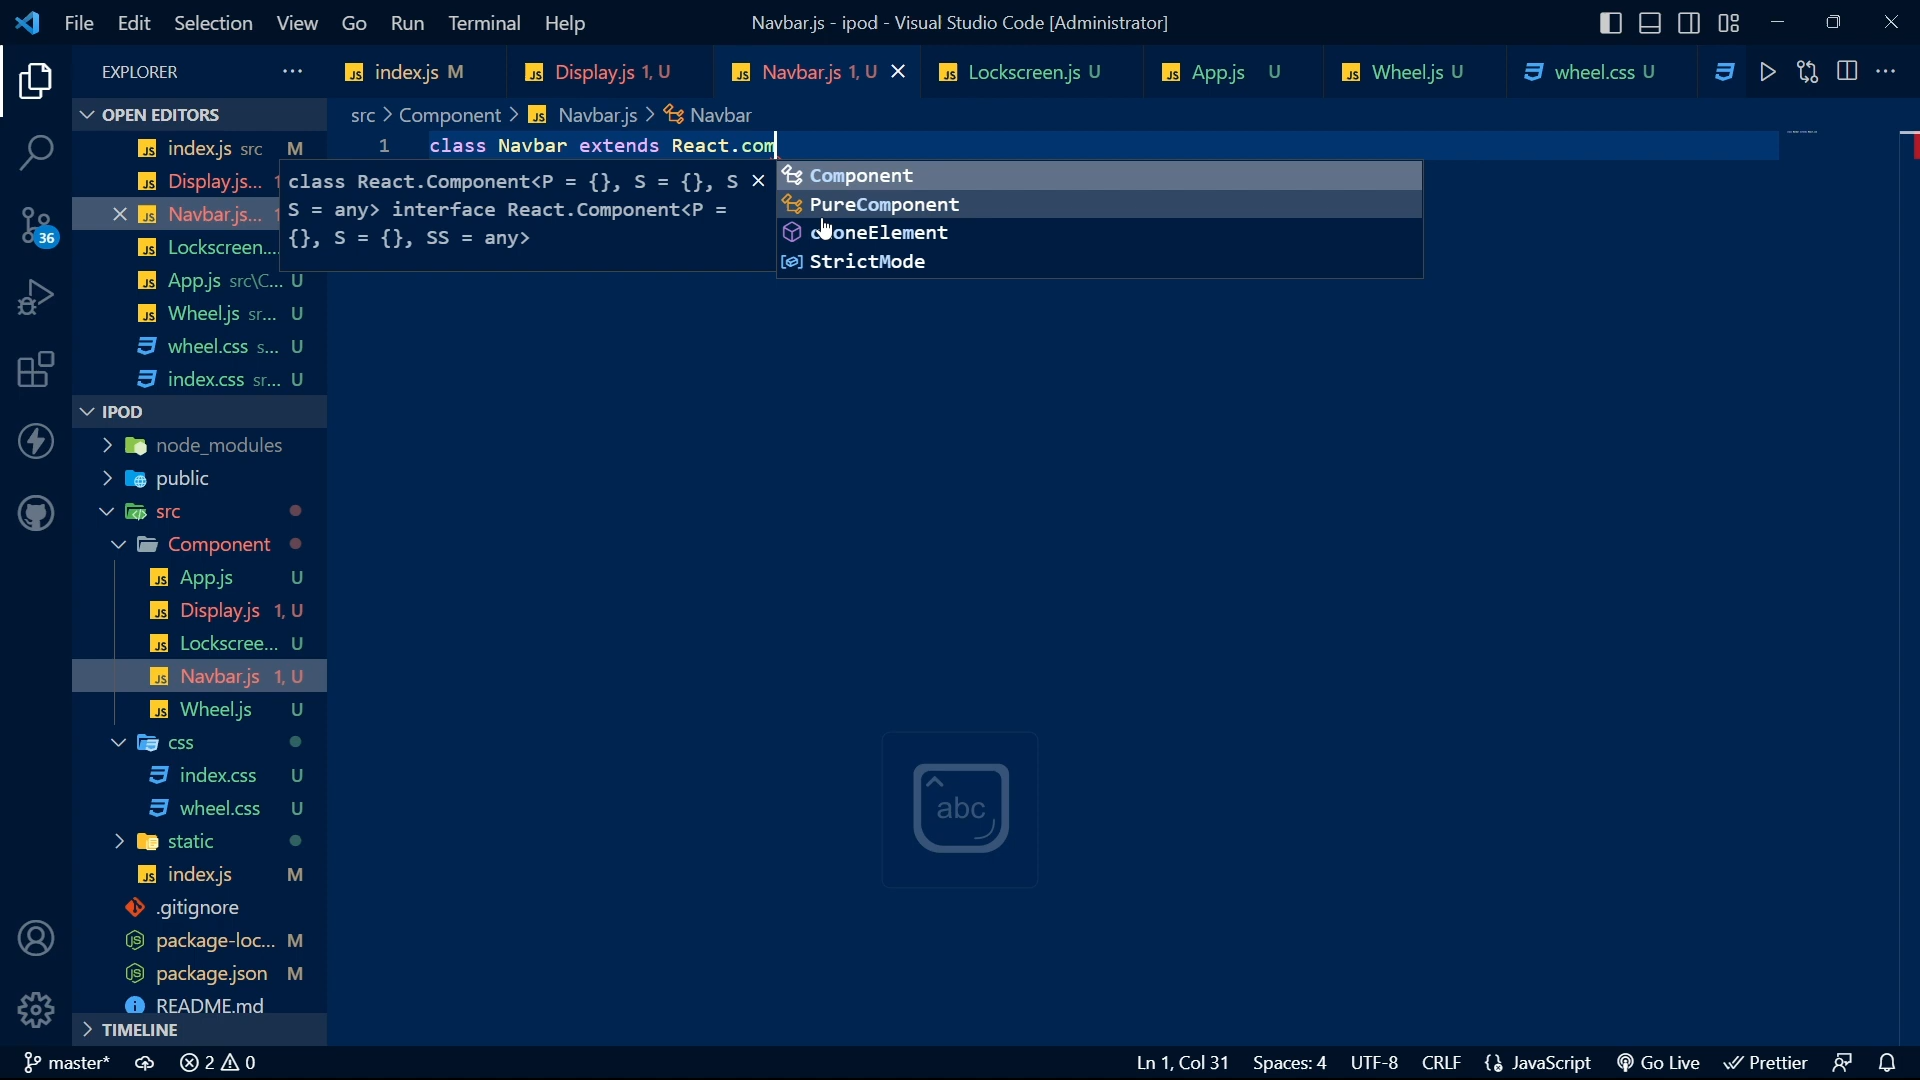 File Edit Selection View Go Run Terminal Help Navbar.js - ipod - Visual Studio Code [Administrator]
EXPLORER
index.js M Display.js 1, U Navbar.js 1, U Lockscreen.js U App.js U Wheel.js U wheel.css U
OPEN EDITORS
src > Component > Navbar.js > Navbar
index.js src M
1 class Navbar extends React.com
Display.js... 1
Navbar.js... 1
Lockscreen...
App.js src\C... U
Wheel.js sr... U
wheel.css s... U
index.css sr... U
class React.Component<P = {}, S = {}, S
S = any> interface React.Component<P =
{}, S = {}, SS = any>
Component
PureComponent
cloneElement
StrictMode
IPOD
node_modules
public
src
Component
App.js U
Display.js 1, U
Lockscree... U
Navbar.js 1, U
Wheel.js U
css
index.css U
wheel.css U
static
index.js M
.gitignore
package-loc... M
package.json M
README.md
TIMELINE
abc
36
master* 2 0 Ln 1, Col 31 Spaces: 4 UTF-8 CRLF {} JavaScript Go Live Prettier